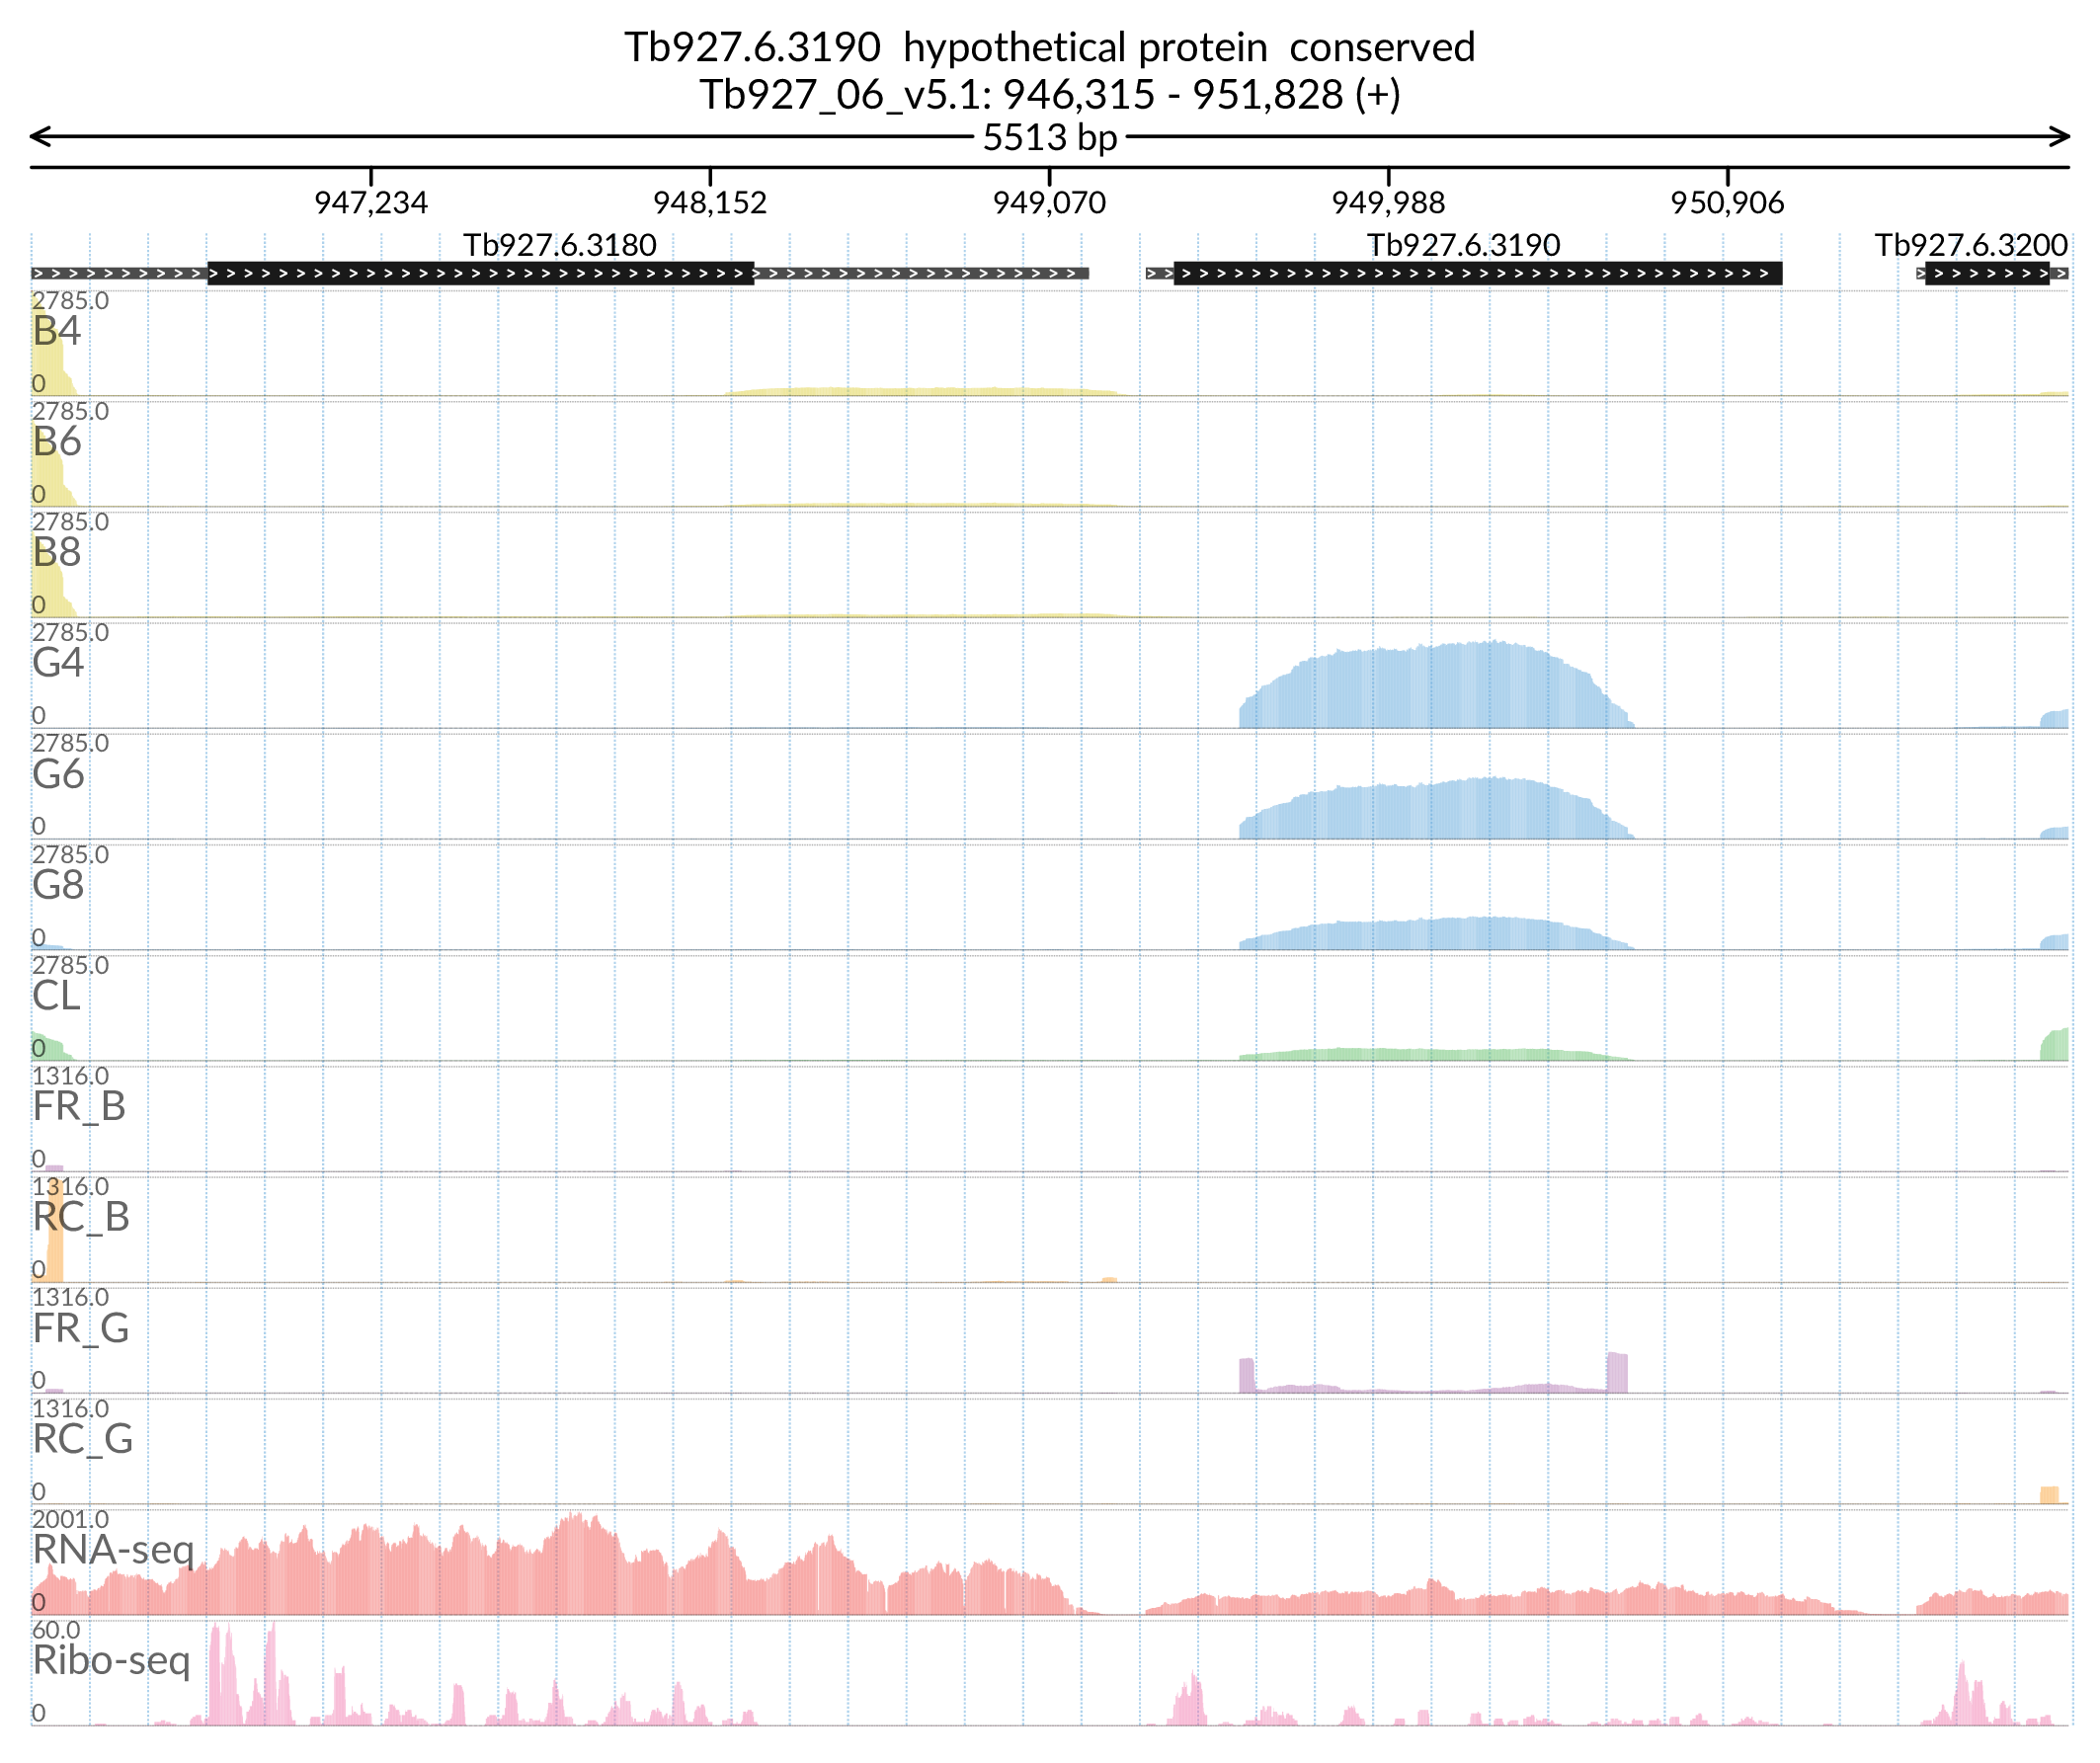 Tb927.6.3190 hypothetical protein conserved
Tb927_06_v5.1: 946,315 - 951,828 (+)
5513 bp
947,234 948,152 949,070 949,988 950,906
Tb927.6.3180 Tb927.6.3190 Tb927.6.3200
2785.0
B4
0
2785.0
B6
0
2785.0
B8
0
2785.0
G4
0
2785.0
G6
0
2785.0
G8
0
2785.0
CL
0
1316.0
FR_B
0
1316.0
RC_B
0
1316.0
FR_G
0
1316.0
RC_G
0
2001.0
RNA-seq
0
60.0
Ribo-seq
0